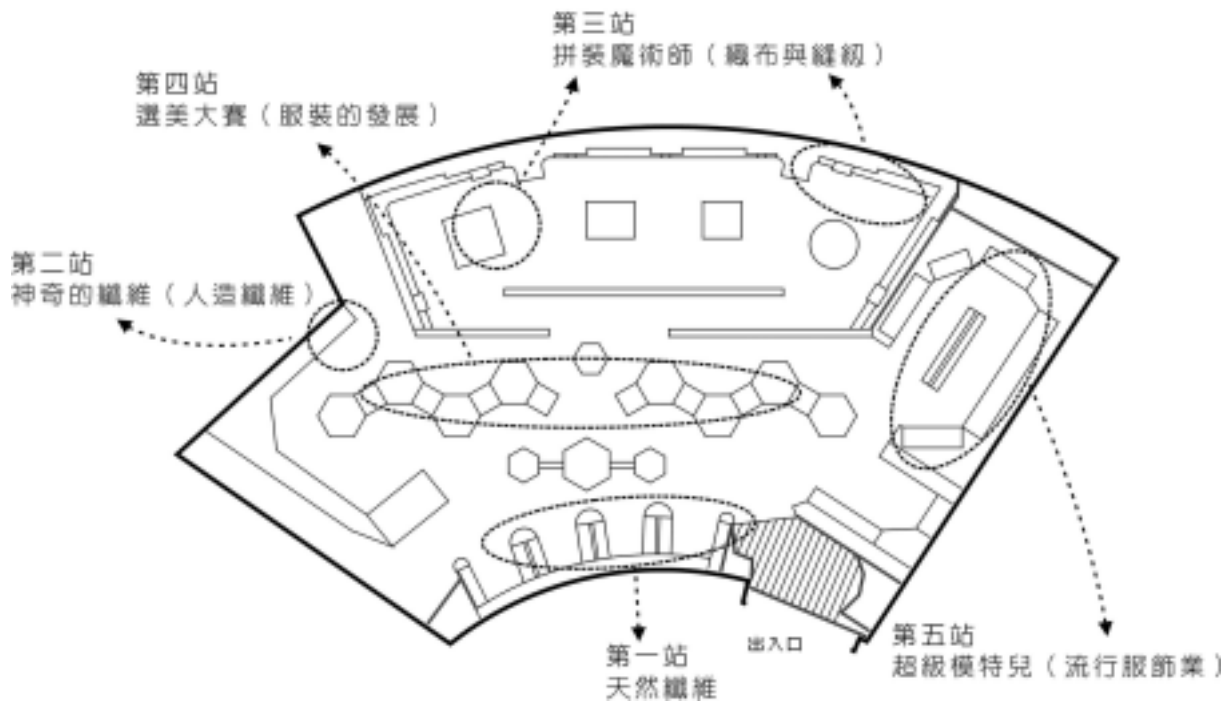 第三站
拼裝魔術師（織布與縫紉）
第四站
選美大賽（服裝的發展）
第二站
神奇的纖維（人造纖維）
第一站
天然纖維
出入口
第五站
超級模特兒（流行服飾業）